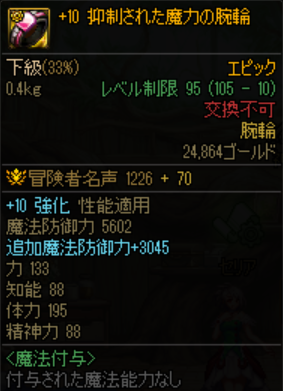 +10 抑制された魔力の腕輪
下級(33%) エピック
0.4kg レベル制限 95 (105 - 10)
交換不可
腕輪
24,864ゴールド
冒険者名声 1226 + 70
+10 強化 性能適用
魔法防御力 5602
追加魔法防御力+3045
力 133
知能 88
体力 195
精神力 88
<魔法付与>
付与された魔法能力なし